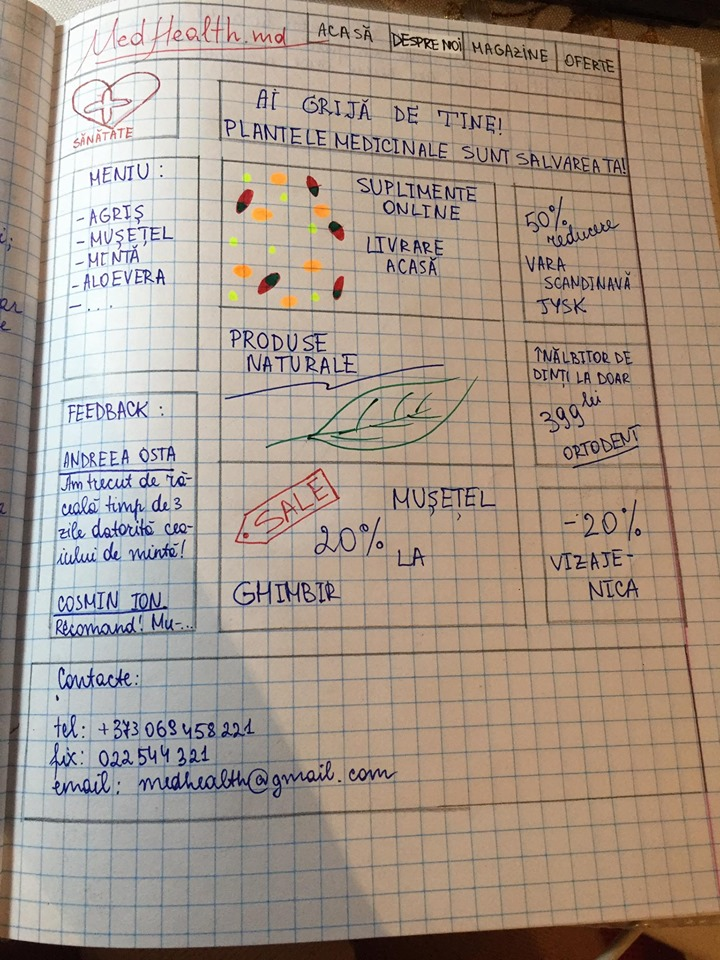 MedHealth.md
ACASĂ
DESPRE NOI
MAGAZINE
OFERTE
SĂNĂTATE
AI GRIJĂ DE TINE!
PLANTELE MEDICINALE SUNT SALVAREA TA!
MENIU :
- AGRIȘ
- MUȘEȚEL
- MENTĂ
- ALOEVERA
- ....
SUPLIMENTE
ONLINE
LIVRARE
ACASĂ
50%
reducere
VARA
SCANDINAVĂ
JYSK
PRODUSE
NATURALE
ÎNĂLBITOR DE
DINȚI LA DOAR
399 lei
ORTODENT
FEEDBACK :
ANDREEA OSTA
Am trecut de ră-
ceală timp de 3
zile datorită cea-
iului de mintă!
COSMIN ION
Recomand! Mu-...
SALE
MUȘEȚEL
20%
LA
GHIMBIR
-20%
VIZAJE-
NICA
Contacte:
tel: +373 069 458 221
fix: 022 544 321
email: medhealth@gmail.com